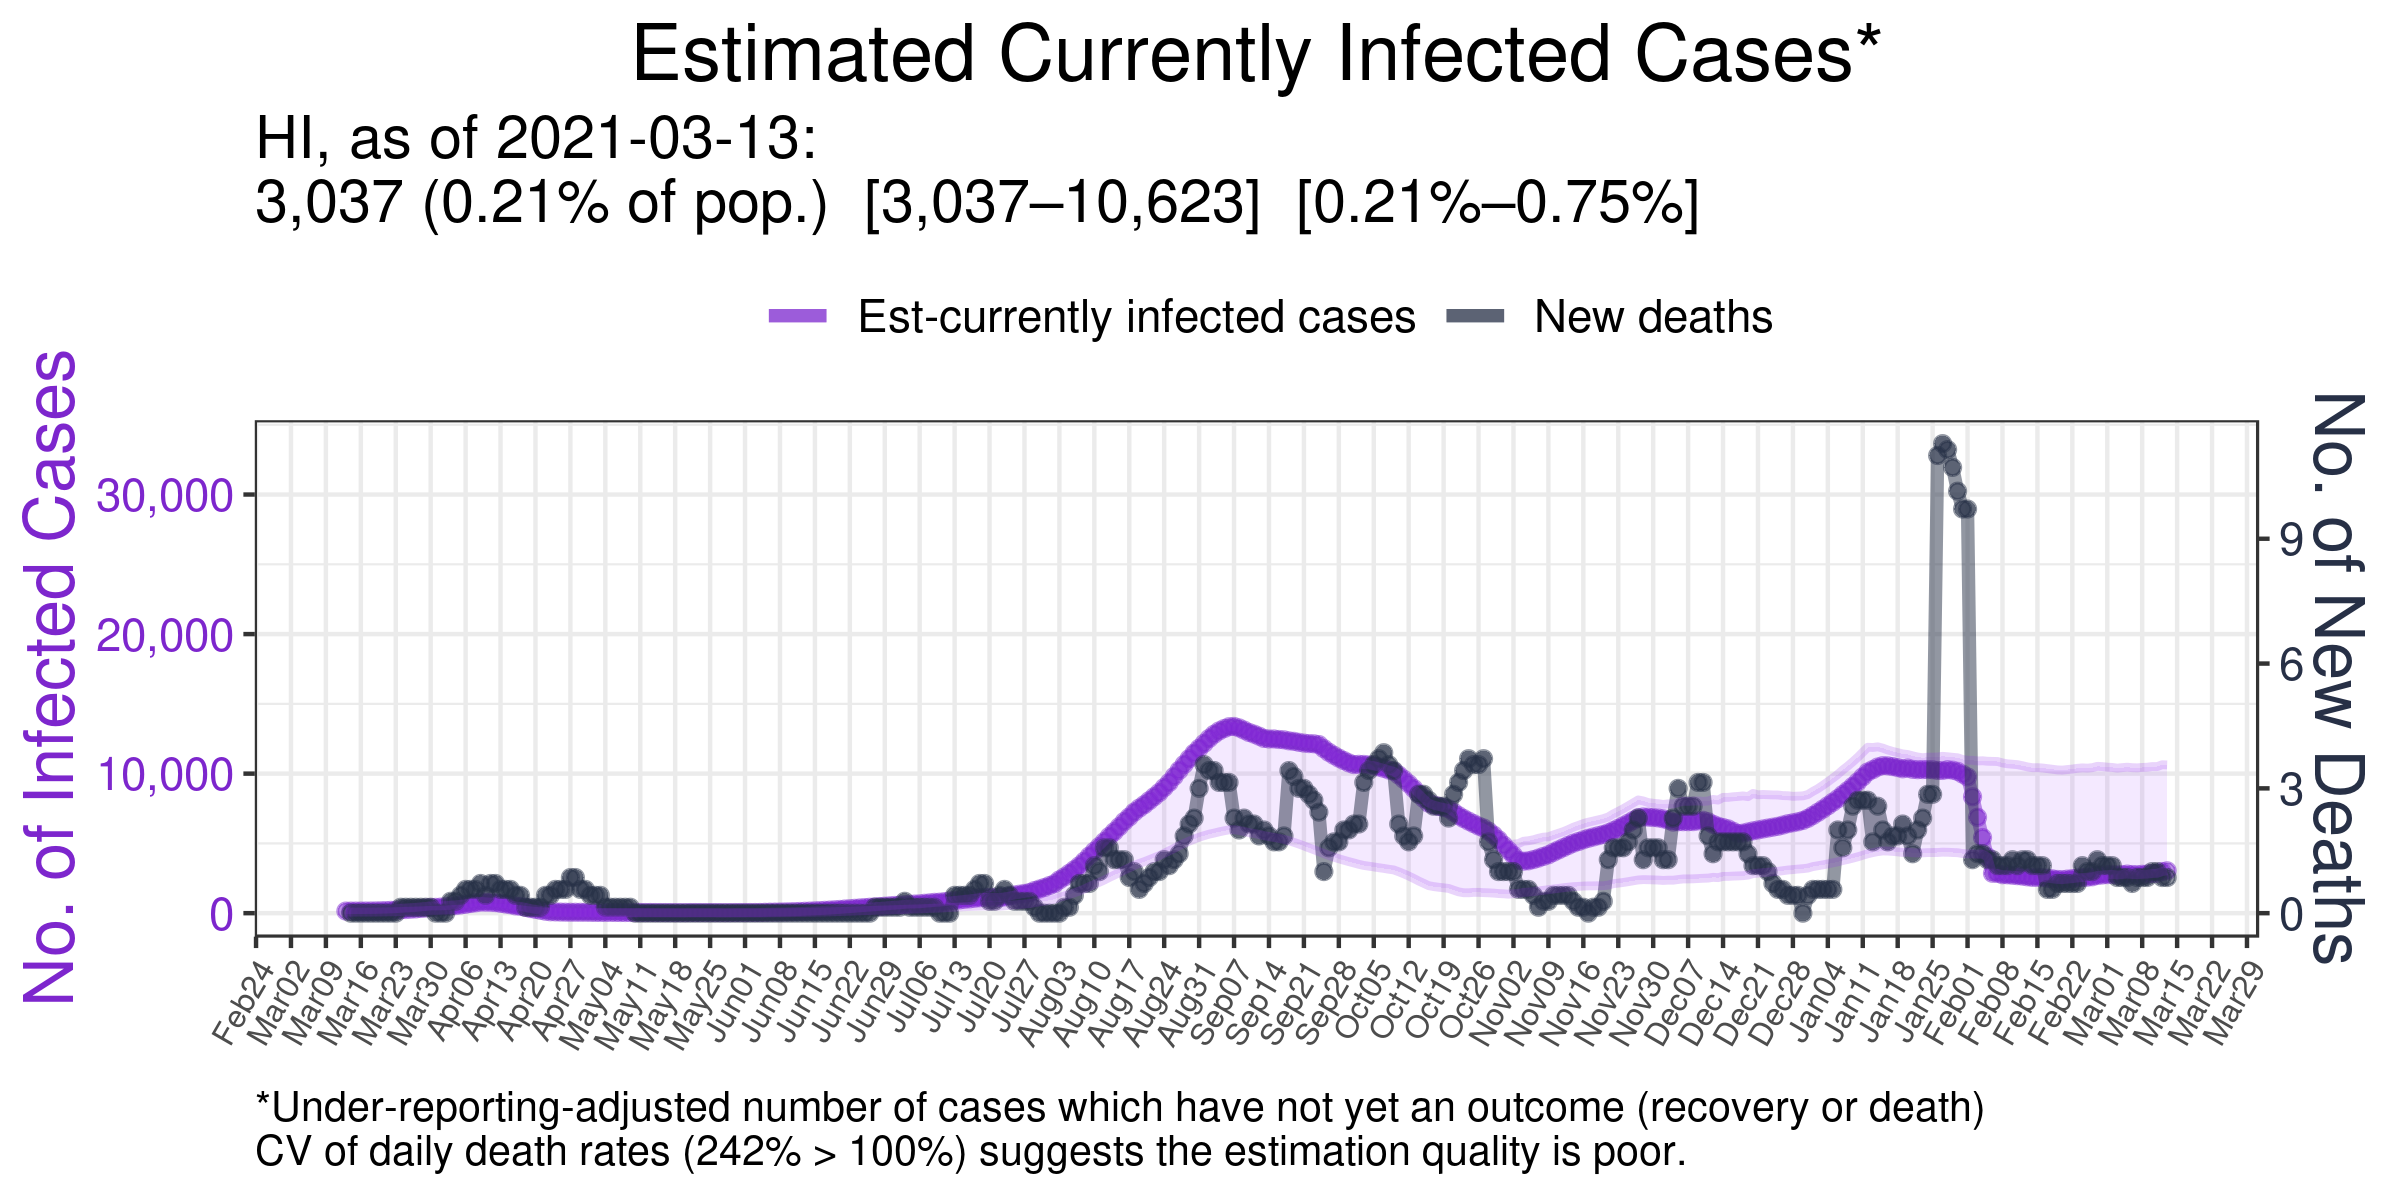 Estimated Currently Infected Cases*
HI, as of 2021-03-13:
3,037 (0.21% of pop.) [3,037–10,623] [0.21%–0.75%]
Est-currently infected cases
New deaths
No. of Infected Cases
30,000
20,000
10,000
0
No. of New Deaths
9
6
3
0
Feb24
Mar02
Mar09
Mar16
Mar23
Mar30
Apr06
Apr13
Apr20
Apr27
May04
May11
May18
May25
Jun01
Jun08
Jun15
Jun22
Jun29
Jul06
Jul13
Jul20
Jul27
Aug03
Aug10
Aug17
Aug24
Aug31
Sep07
Sep14
Sep21
Sep28
Oct05
Oct12
Oct19
Oct26
Nov02
Nov09
Nov16
Nov23
Nov30
Dec07
Dec14
Dec21
Dec28
Jan04
Jan11
Jan18
Jan25
Feb01
Feb08
Feb15
Feb22
Mar01
Mar08
Mar15
Mar22
Mar29
*Under-reporting-adjusted number of cases which have not yet an outcome (recovery or death)
CV of daily death rates (242% > 100%) suggests the estimation quality is poor.